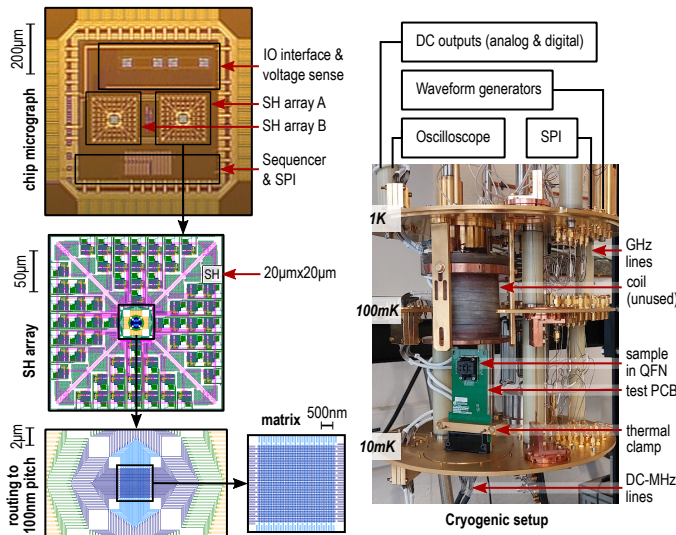 200µm
chip micrograph
IO interface &
voltage sense
SH array A
SH array B
Sequencer
& SPI
50µm
SH array
SH
20µmx20µm
2µm
routing to
100nm pitch
matrix
500nm
DC outputs (analog & digital)
Waveform generators
Oscilloscope
SPI
1K
GHz
lines
coil
(unused)
100mK
sample
in QFN
test PCB
thermal
clamp
10mK
DC-MHz
lines
Cryogenic setup